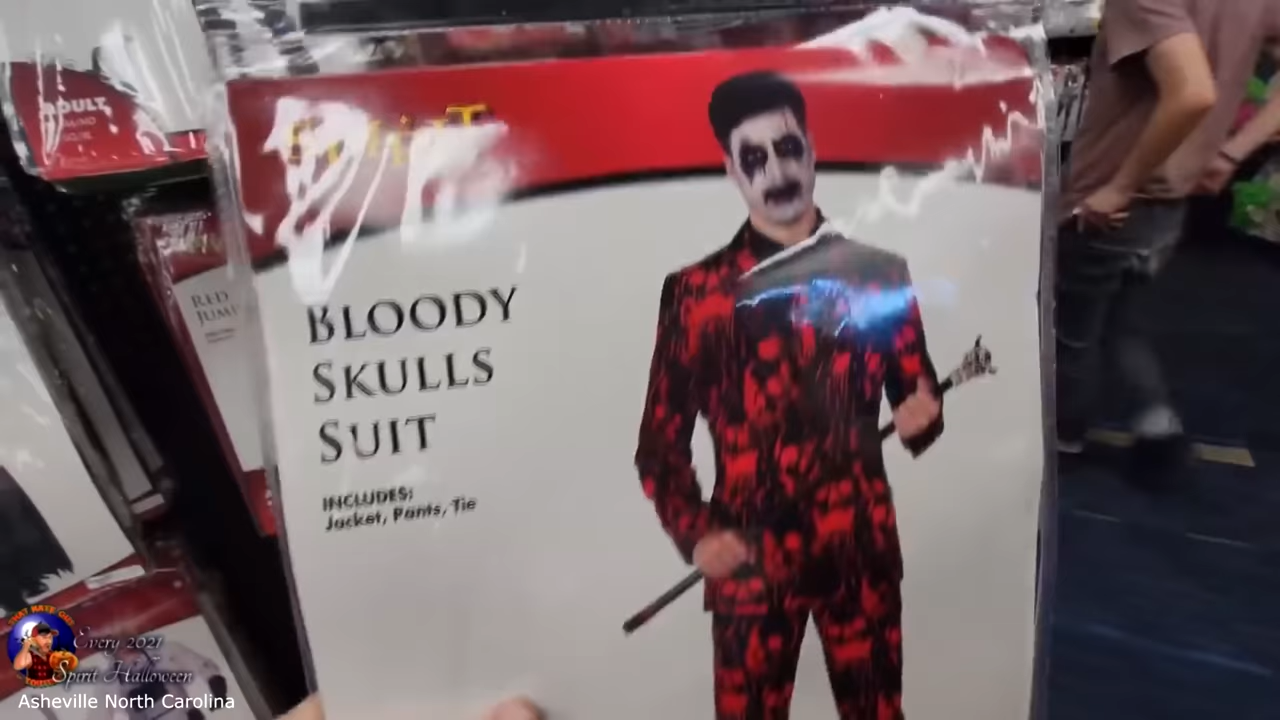 ADULT
RED
BLOODY
SKULLS
SUIT
INCLUDES:
Jacket, Pants, Tie
Every 2021
Spirit Halloween
Asheville North Carolina